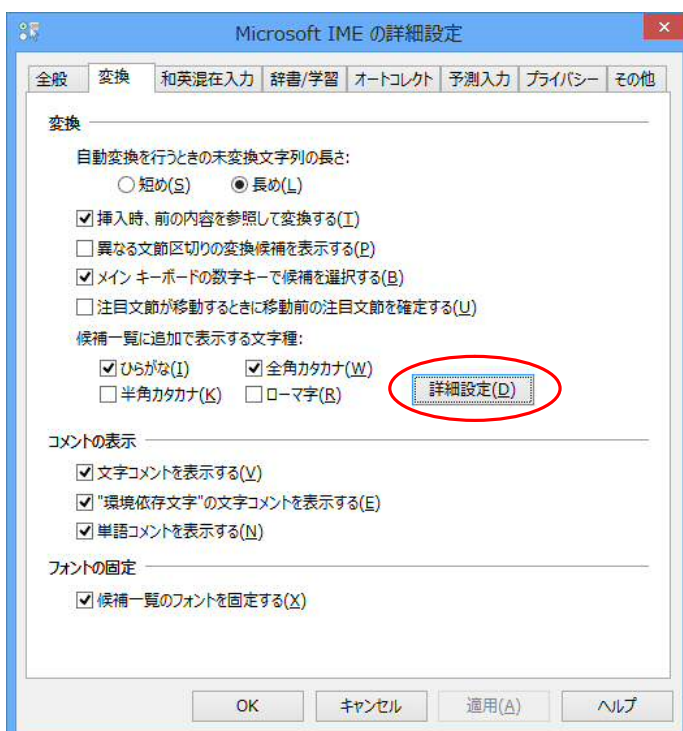 Microsoft IME の詳細設定
全般 変換 和英混在入力 辞書/学習 オートコレクト 予測入力 プライバシー その他
変換
自動変換を行うときの未変換文字列の長さ:
短め(S) 長め(L)
挿入時、前の内容を参照して変換する(T)
異なる文節区切りの変換候補を表示する(P)
メイン キーボードの数字キーで候補を選択する(B)
注目文節が移動するときに移動前の注目文節を確定する(U)
候補一覧に追加で表示する文字種:
ひらがな(I) 全角カタカナ(W)
半角カタカナ(K) ローマ字(R) 詳細設定(D)
コメントの表示
文字コメントを表示する(V)
"環境依存文字"の文字コメントを表示する(E)
単語コメントを表示する(N)
フォントの固定
候補一覧のフォントを固定する(X)
OK キャンセル 適用(A) ヘルプ